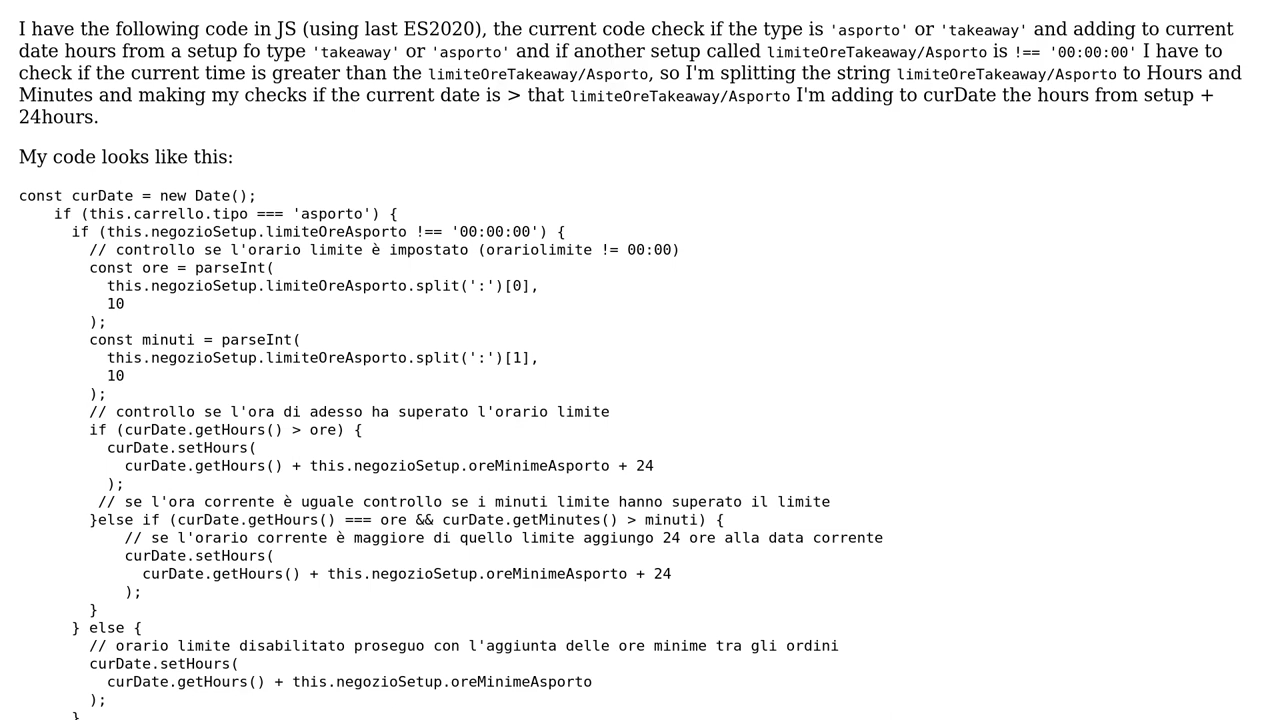 I have the following code in JS (using last ES2020), the current code check if the type is 'asporto' or 'takeaway' and adding to current
date hours from a setup fo type 'takeaway' or 'asporto' and if another setup called limiteOreTakeaway/Asporto is !== '00:00:00' I have to
check if the current time is greater than the limiteOreTakeaway/Asporto, so I'm splitting the string limiteOreTakeaway/Asporto to Hours and
Minutes and making my checks if the current date is > that limiteOreTakeaway/Asporto I'm adding to curDate the hours from setup +
24hours.
My code looks like this:
const curDate = new Date();
    if (this.carrello.tipo === 'asporto') {
      if (this.negozioSetup.limiteOreAsporto !== '00:00:00') {
        // controllo se l'orario limite è impostato (orariolimite != 00:00)
        const ore = parseInt(
          this.negozioSetup.limiteOreAsporto.split(':')[0],
          10
        );
        const minuti = parseInt(
          this.negozioSetup.limiteOreAsporto.split(':')[1],
          10
        );
        // controllo se l'ora di adesso ha superato l'orario limite
        if (curDate.getHours() > ore) {
          curDate.setHours(
            curDate.getHours() + this.negozioSetup.oreMinimeAsporto + 24
          );
         // se l'ora corrente è uguale controllo se i minuti limite hanno superato il limite
        }else if (curDate.getHours() === ore && curDate.getMinutes() > minuti) {
            // se l'orario corrente è maggiore di quello limite aggiungo 24 ore alla data corrente
            curDate.setHours(
              curDate.getHours() + this.negozioSetup.oreMinimeAsporto + 24
            );
        }
      } else {
        // orario limite disabilitato proseguo con l'aggiunta delle ore minime tra gli ordini
        curDate.setHours(
          curDate.getHours() + this.negozioSetup.oreMinimeAsporto
        );
      }